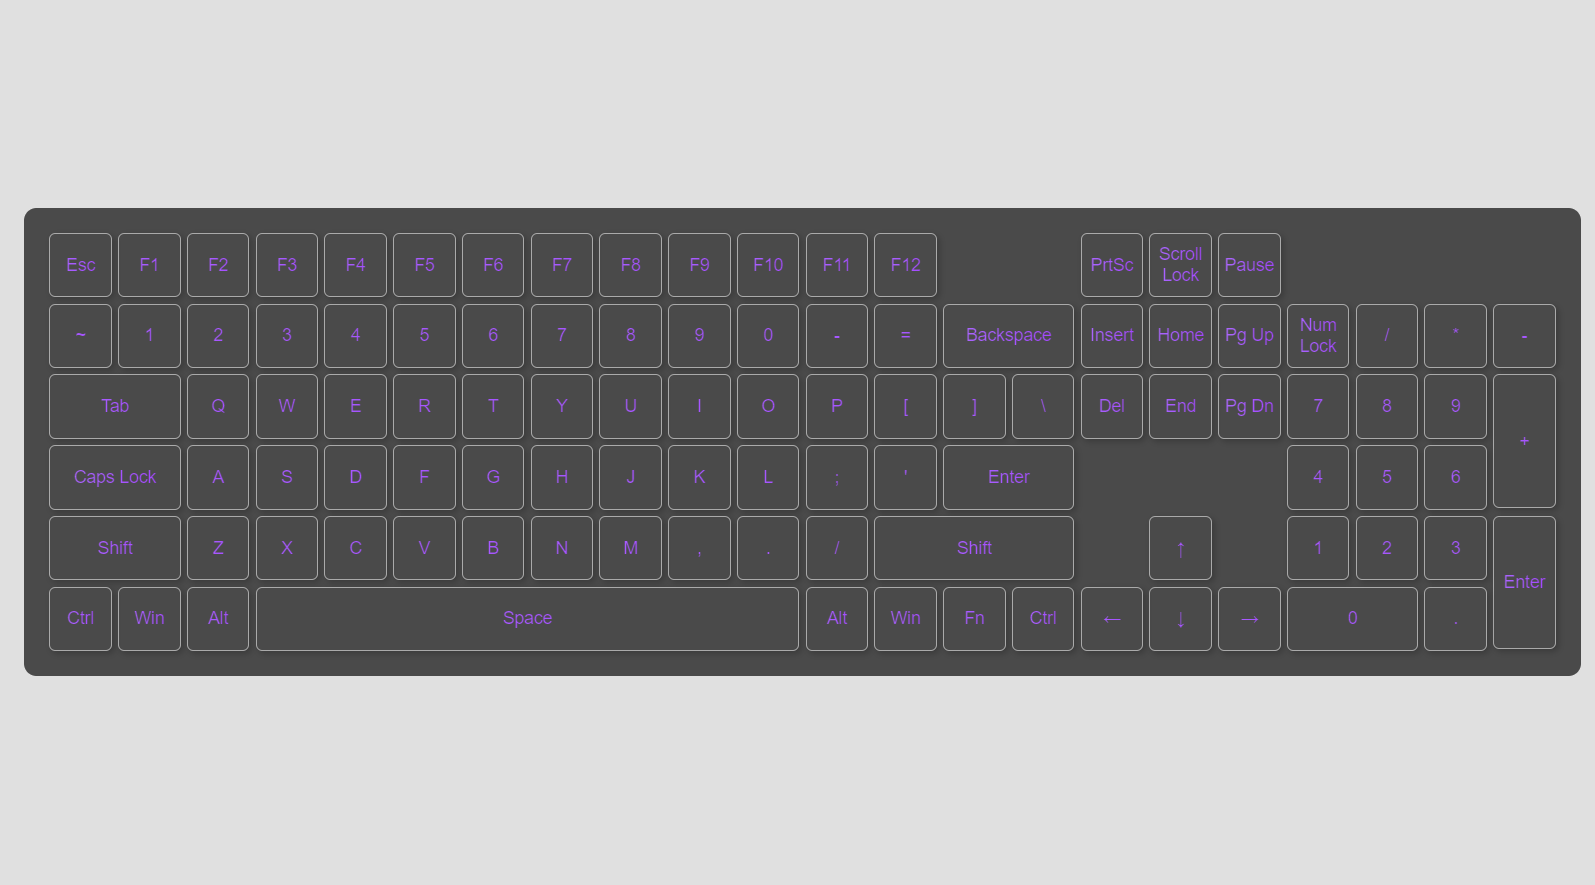 Esc F1 F2 F3 F4 F5 F6 F7 F8 F9 F10 F11 F12 PrtSc Scroll Lock Pause
~ 1 2 3 4 5 6 7 8 9 0 - = Backspace Insert Home Pg Up Num Lock / * -
Tab Q W E R T Y U I O P [ ] \ Del End Pg Dn 7 8 9 +
Caps Lock A S D F G H J K L ; ' Enter 4 5 6
Shift Z X C V B N M , . / Shift ↑ 1 2 3 Enter
Ctrl Win Alt Space Alt Win Fn Ctrl ← ↓ → 0 .